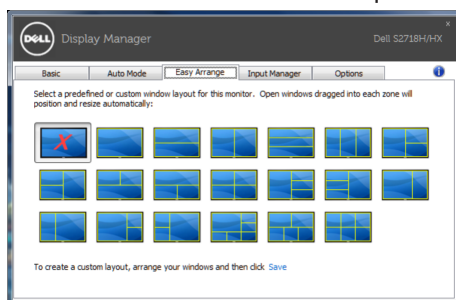 DELL Display Manager Dell S2718H/HX
Basic Auto Mode Easy Arrange Input Manager Options
Select a predefined or custom window layout for this monitor. Open windows dragged into each zone will
position and resize automatically:
To create a custom layout, arrange your windows and then click Save